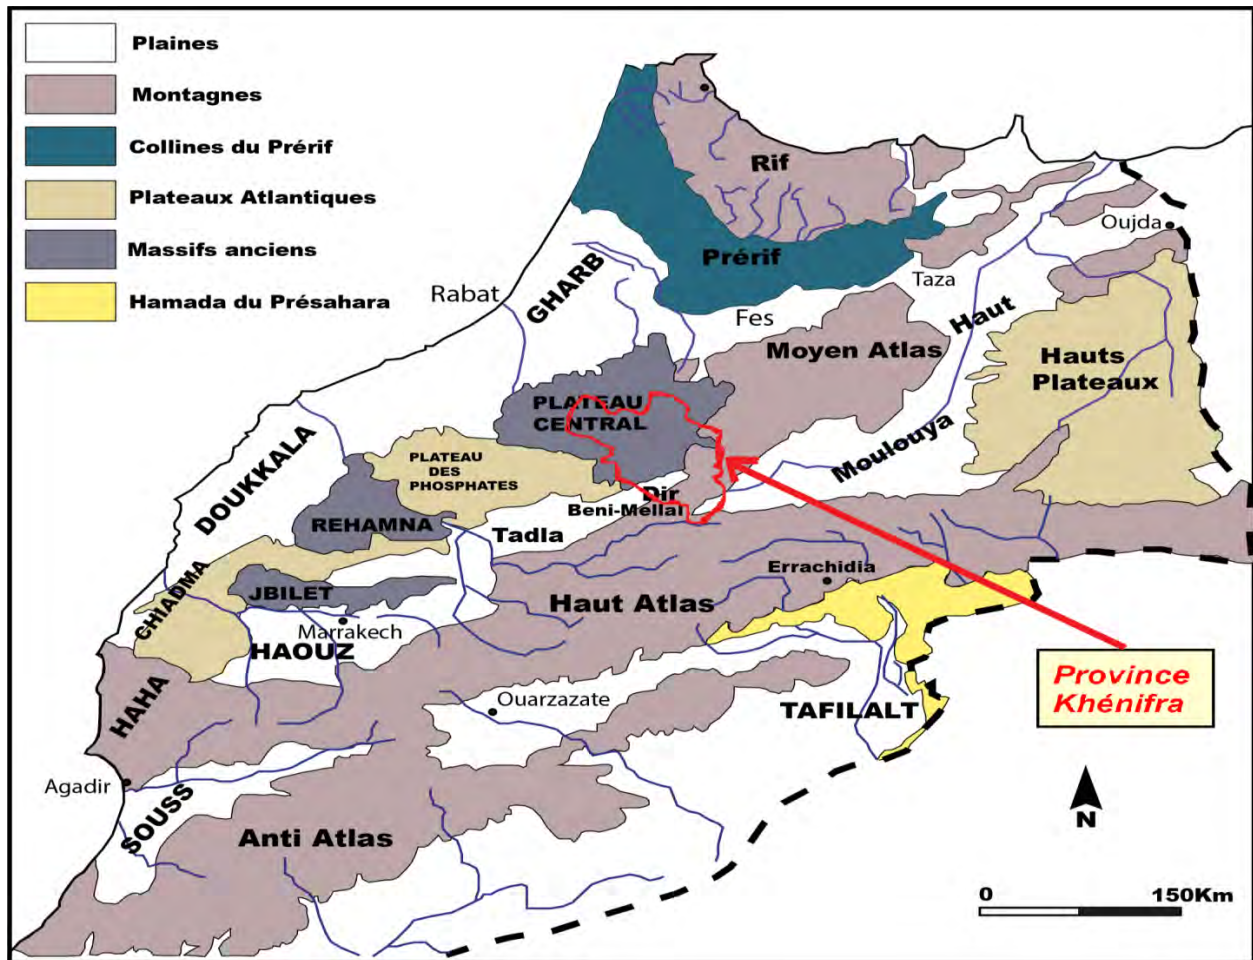 Plaines
Montagnes
Collines du Prérif
Plateaux Atlantiques
Massifs anciens
Hamada du Présahara
Rif
Oujda
Prérif
Taza
GHARB
Rabat
Fes
Haut
Moulouya
Moyen Atlas
Hauts
Plateaux
PLATEAU
CENTRAL
DOUKKALA
PLATEAU
DES
PHOSPHATES
Dir
Beni-Méllal
REHAMNA
Tadla
Errachidia
CHIADMA
JBILET
Haut Atlas
Marrakech
HAOUZ
HAHA
Ouarzazate
TAFILALT
Province
Khénifra
Agadir
SOUSS
Anti Atlas
N
0 150Km